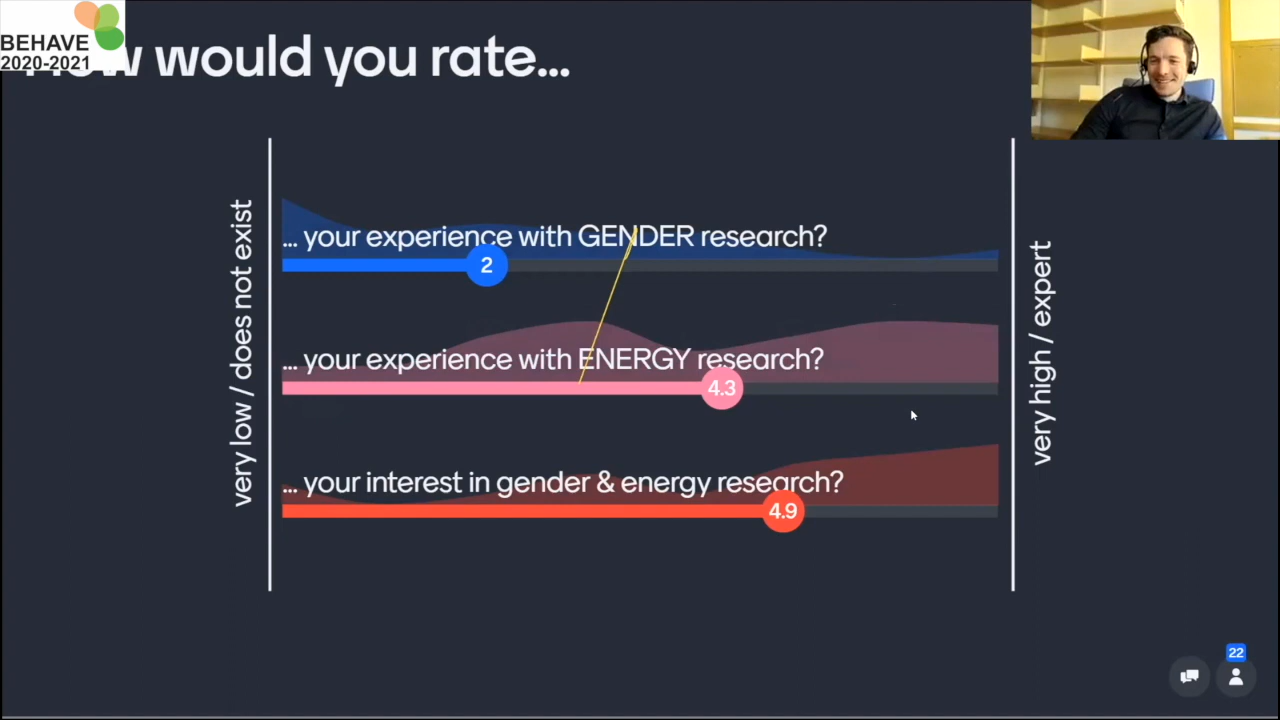 BEHAVE
2020-2021
How would you rate...
very low / does not exist
... your experience with GENDER research?
2
... your experience with ENERGY research?
4.3
... your interest in gender & energy research?
4.9
very high / expert
22